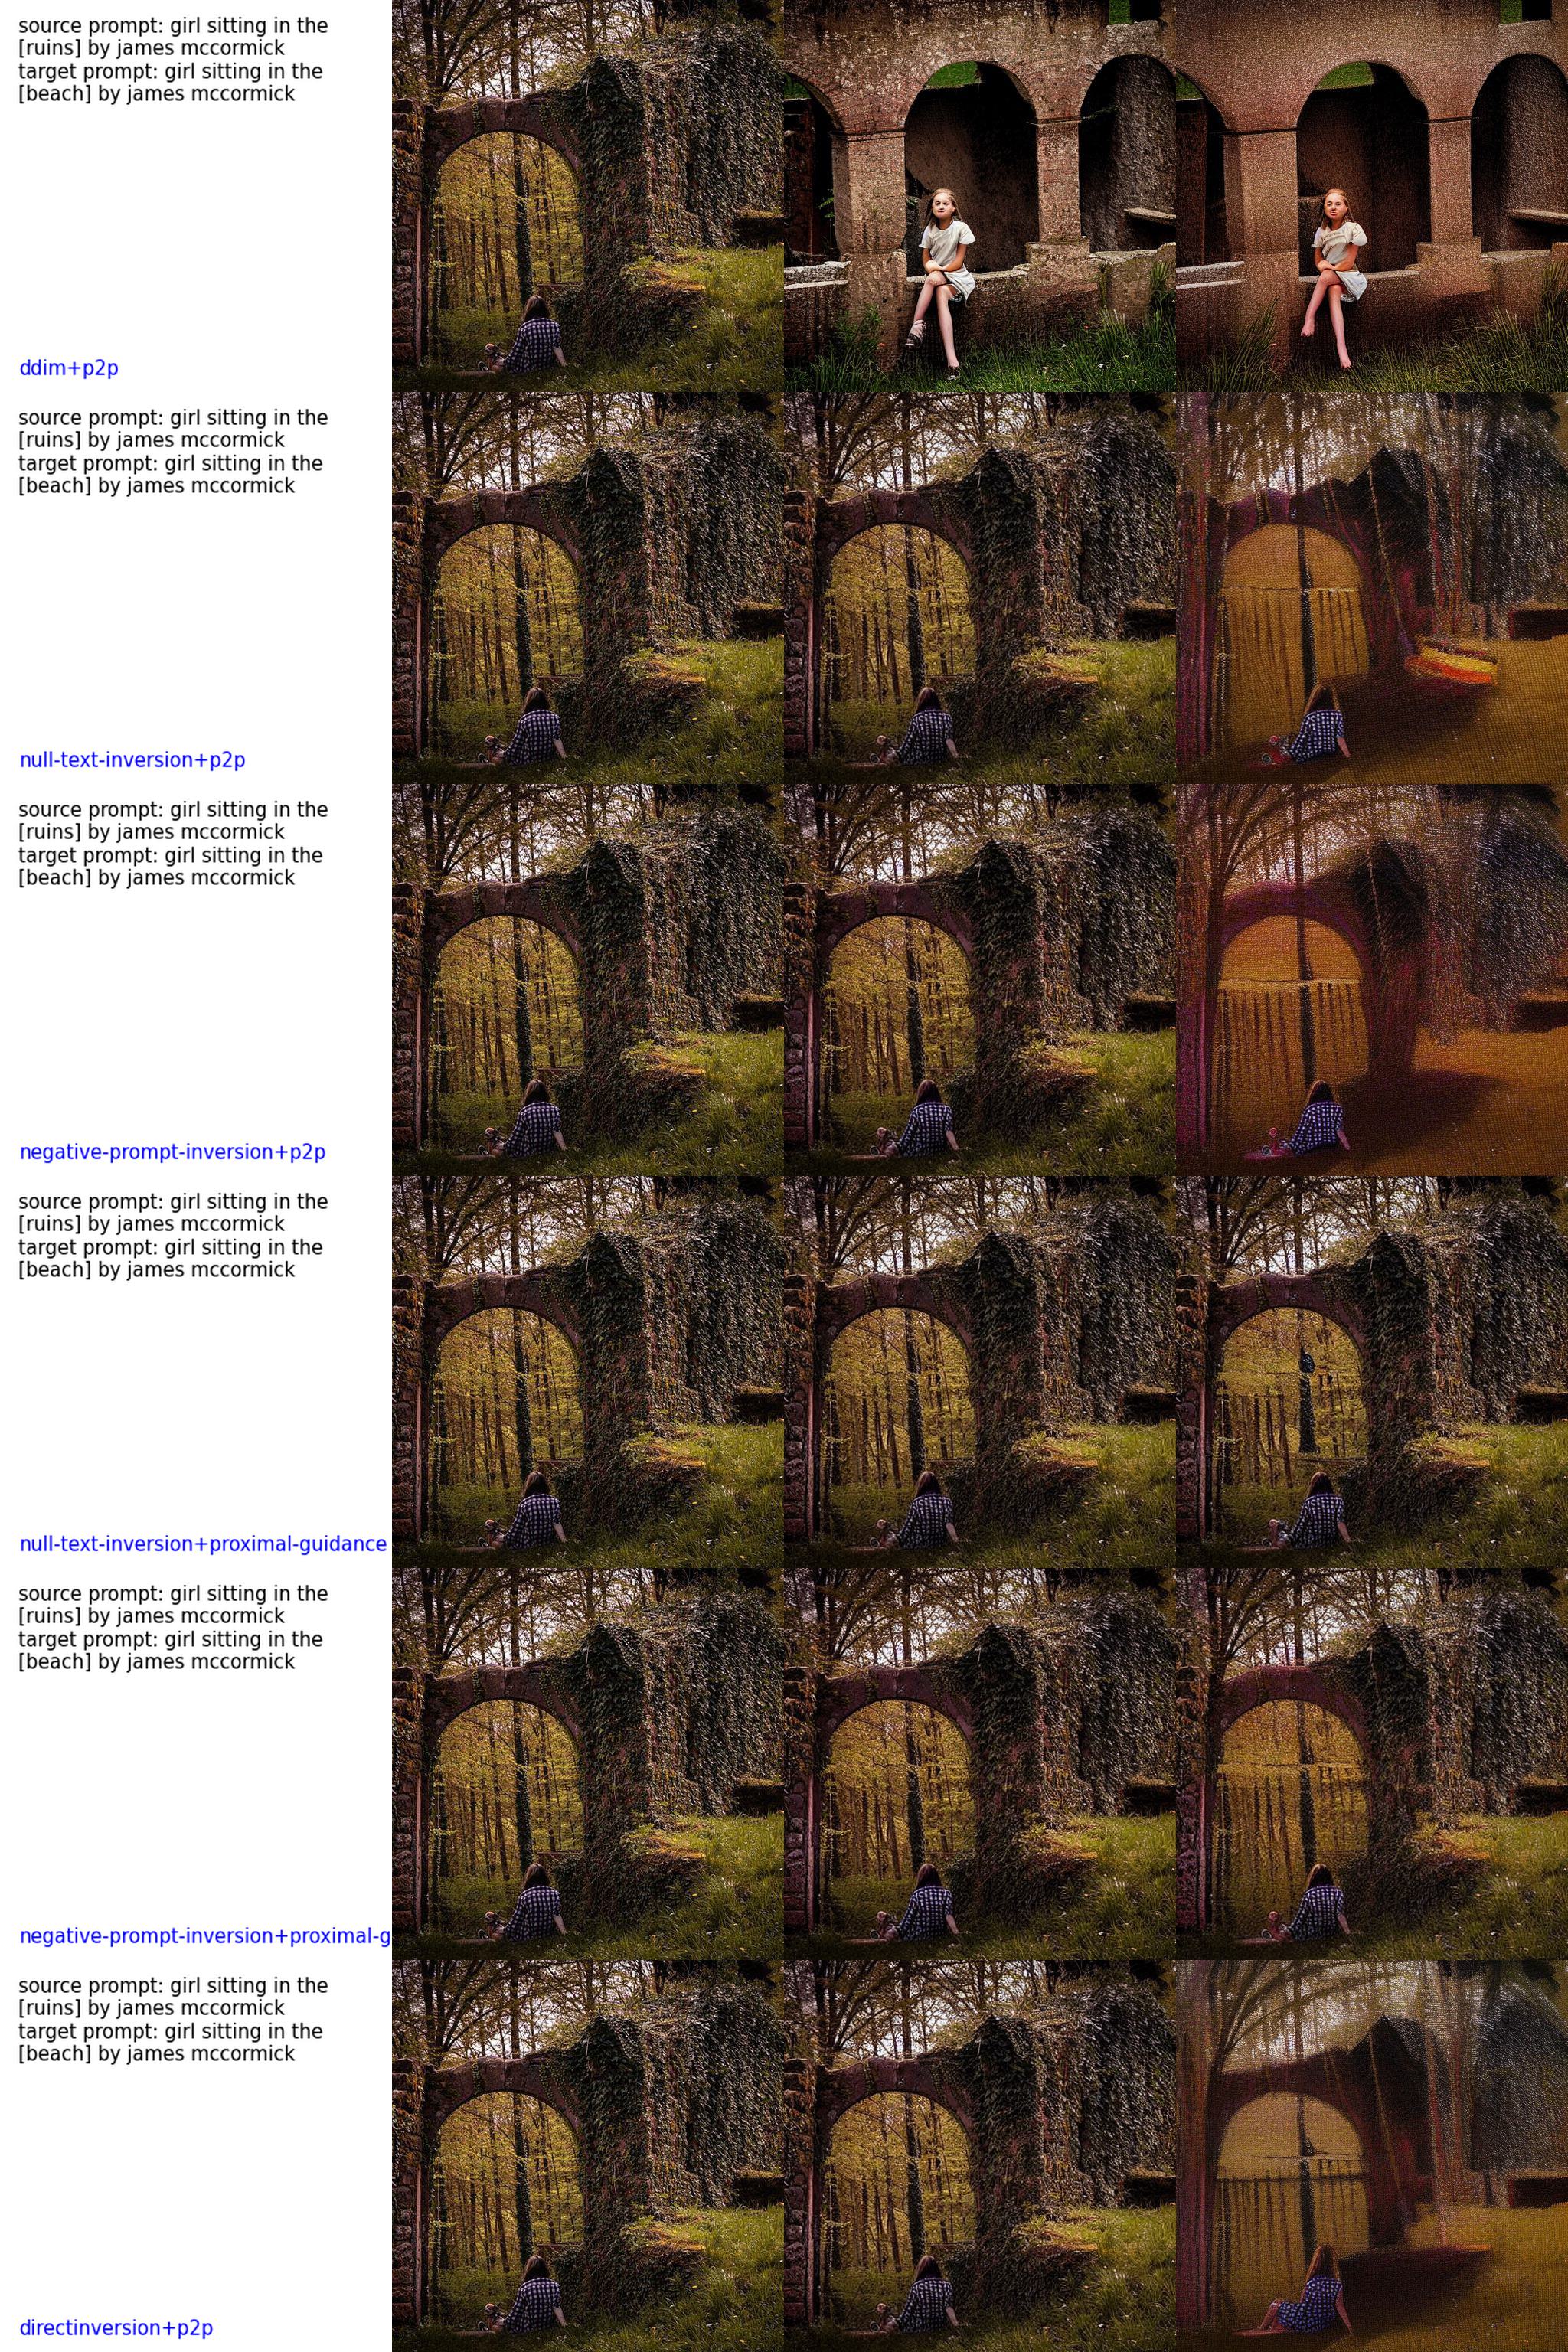 source prompt: girl sitting in the
[ruins] by james mccormick
target prompt: girl sitting in the
[beach] by james mccormick
ddim+p2p
source prompt: girl sitting in the
[ruins] by james mccormick
target prompt: girl sitting in the
[beach] by james mccormick
null-text-inversion+p2p
source prompt: girl sitting in the
[ruins] by james mccormick
target prompt: girl sitting in the
[beach] by james mccormick
negative-prompt-inversion+p2p
source prompt: girl sitting in the
[ruins] by james mccormick
target prompt: girl sitting in the
[beach] by james mccormick
null-text-inversion+proximal-guidance
source prompt: girl sitting in the
[ruins] by james mccormick
target prompt: girl sitting in the
[beach] by james mccormick
negative-prompt-inversion+proximal-g
source prompt: girl sitting in the
[ruins] by james mccormick
target prompt: girl sitting in the
[beach] by james mccormick
directinversion+p2p